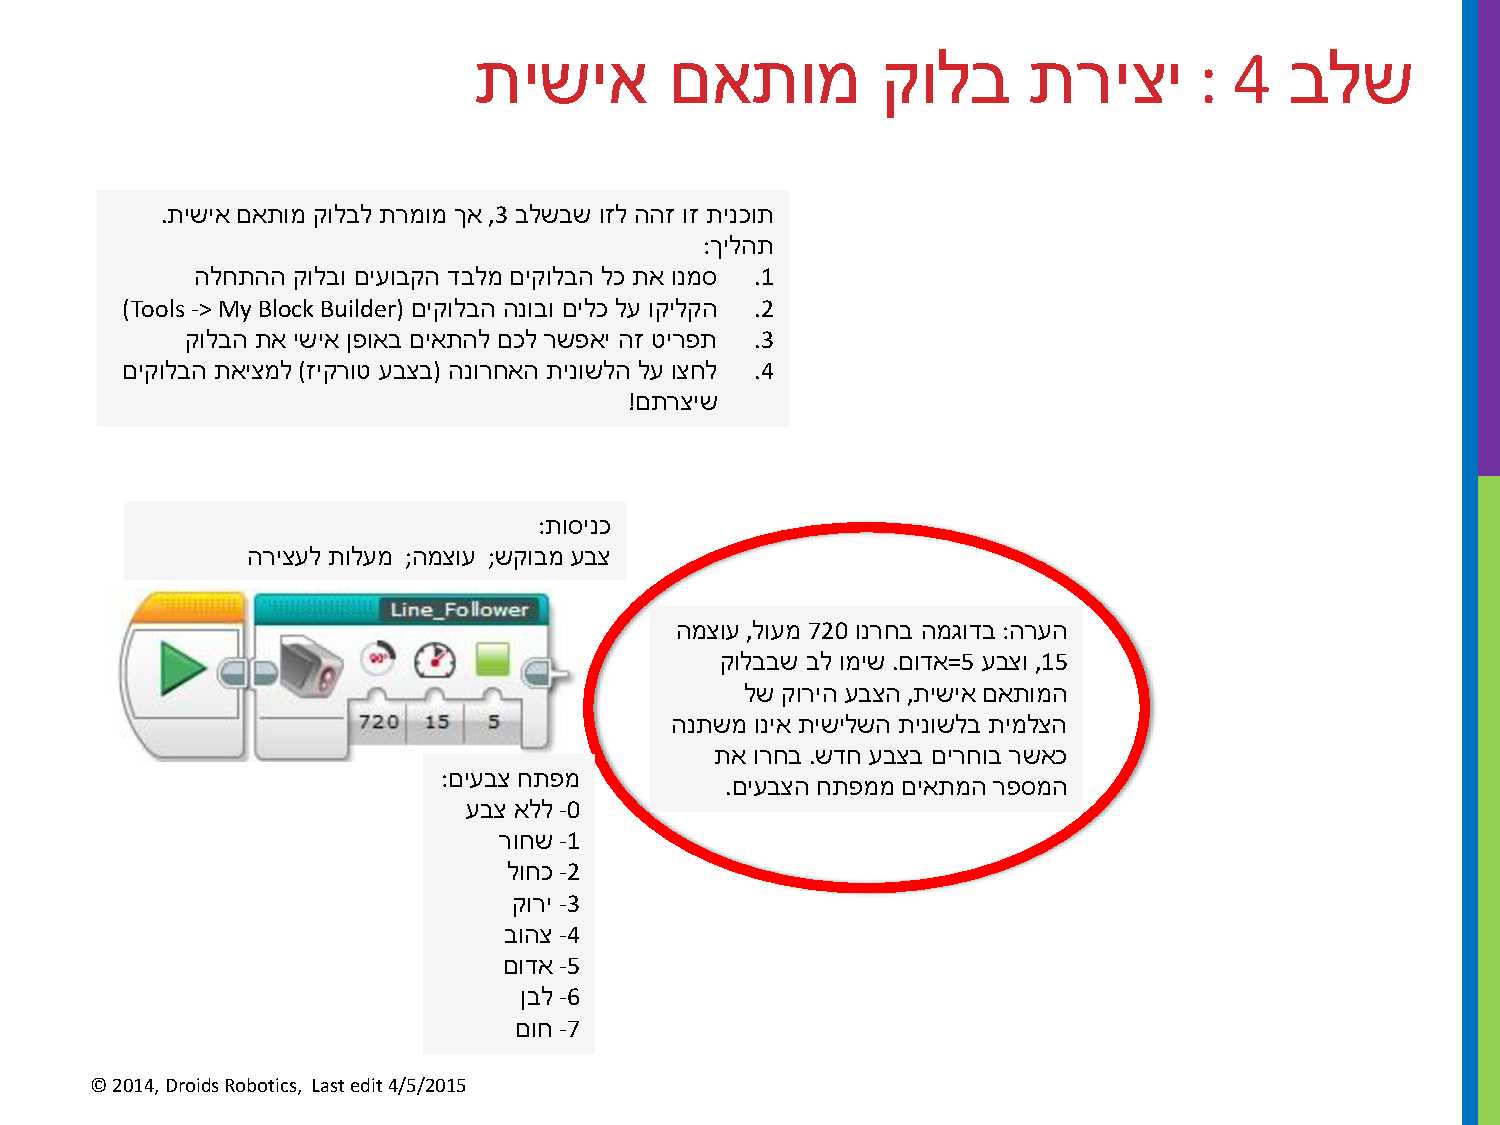 שלב 4 : יצירת בלוק מותאם אישית
תוכנית זו זהה לזו שבשלב 3, אך מומרת לבלוק מותאם אישית.
תהליך:
1. סמנו את כל הבלוקים מלבד הקבועים ובלוק ההתחלה
2. הקליקו על כלים ובונה הבלוקים (Tools -> My Block Builder)
3. תפריט זה יאפשר לכם להתאים באופן אישי את הבלוק
4. לחצו על הלשונית האחרונה (בצבע טורקיז) למציאת הבלוקים
שיצרתם!
כניסות:
צבע מבוקש;  עוצמה;  מעלות לעצירה
Line_Follower
90°
720 15 5
הערה: בדוגמה בחרנו 720 מעול, עוצמה
15, וצבע 5=אדום. שימו לב שבבלוק
המותאם אישית, הצבע הירוק של
הצלמית בלשונית השלישית אינו משתנה
כאשר בוחרים בצבע חדש. בחרו את
המספר המתאים ממפתח הצבעים.
מפתח צבעים:
0- ללא צבע
1- שחור
2- כחול
3- ירוק
4- צהוב
5- אדום
6- לבן
7- חום
© 2014, Droids Robotics,  Last edit 4/5/2015